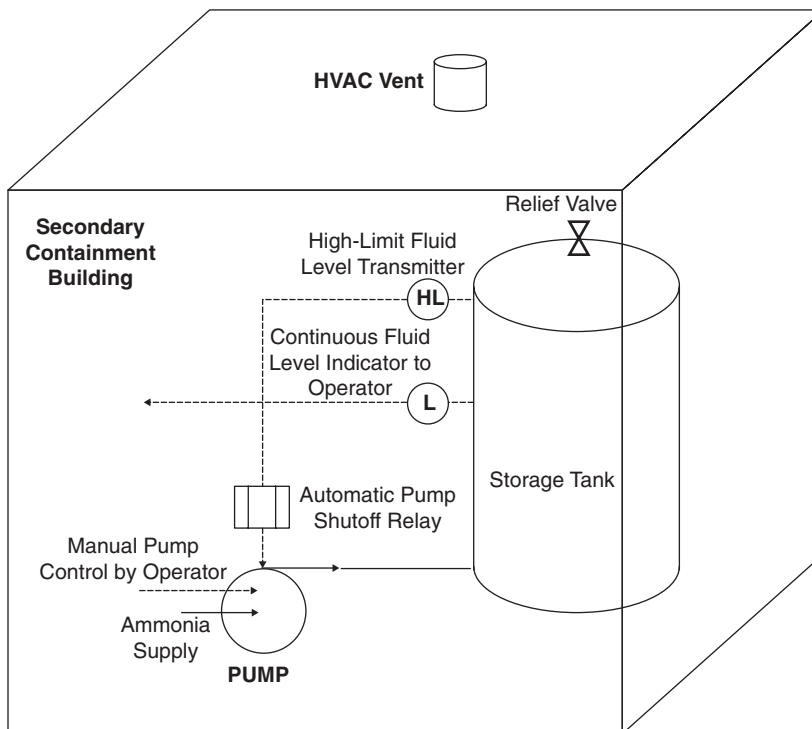 HVAC Vent
Relief Valve
Secondary
Containment
Building
High-Limit Fluid
Level Transmitter
HL
Continuous Fluid
Level Indicator to
Operator
L
Storage Tank
Automatic Pump
Shutoff Relay
Manual Pump
Control by Operator
Ammonia
Supply
PUMP